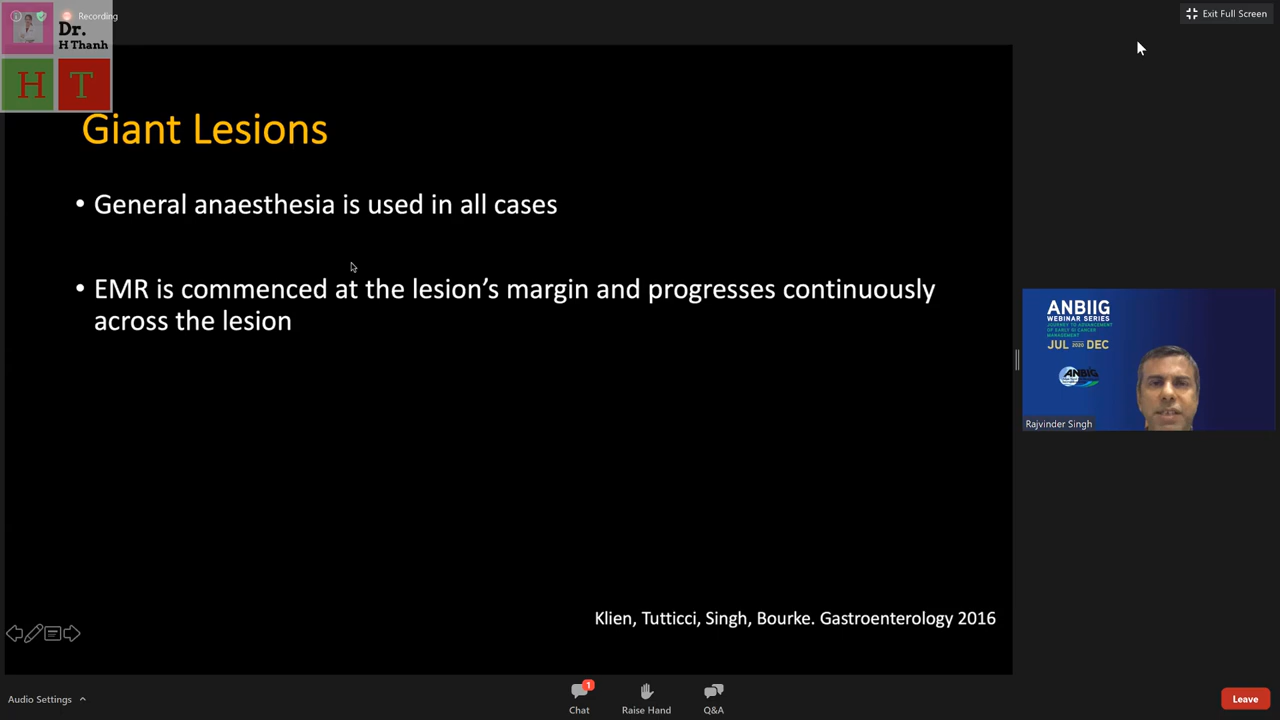 Recording
Dr.
H Thanh
H T
Exit Full Screen
Giant Lesions
• General anaesthesia is used in all cases
• EMR is commenced at the lesion’s margin and progresses continuously
across the lesion
Klien, Tutticci, Singh, Bourke. Gastroenterology 2016
ANBIIG
WEBINAR SERIES
JOURNEY TO ADVANCEMENT
OF EARLY GI CANCER
MANAGEMENT
JUL 2020 DEC
Rajvinder Singh
Audio Settings
Chat
1
Raise Hand
Q&A
Leave